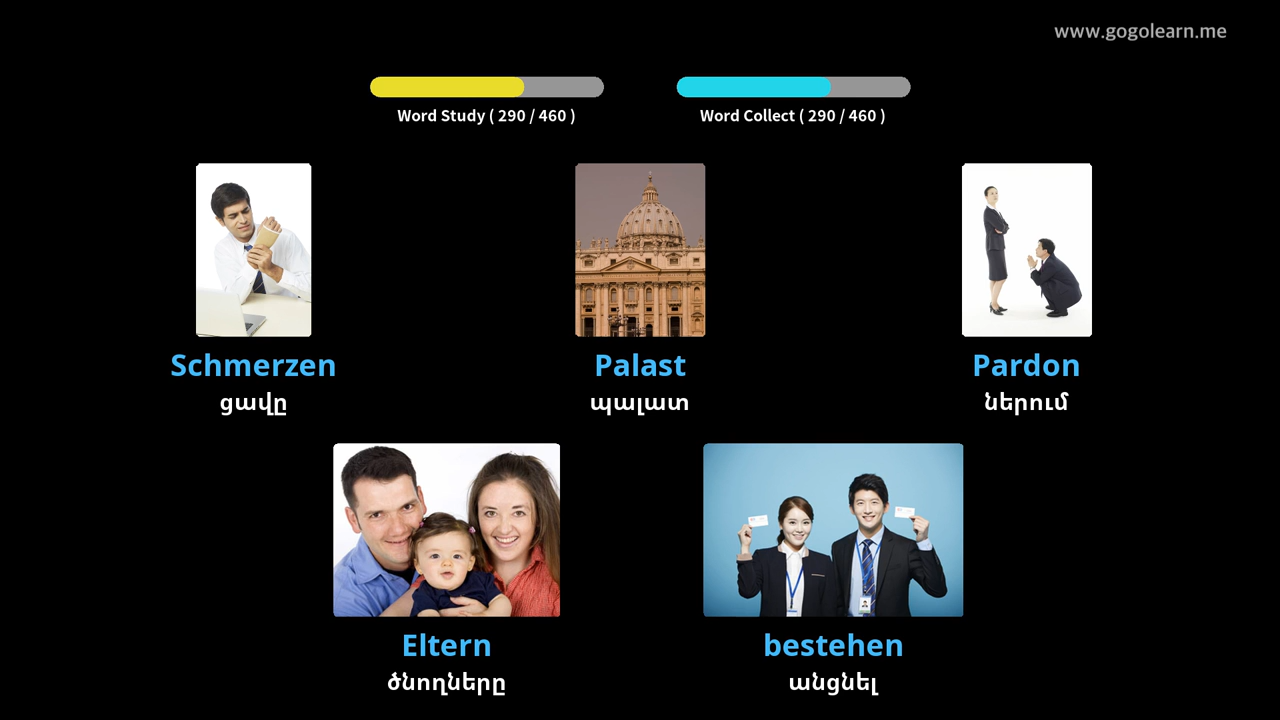 www.gogolearn.me
Word Study ( 290 / 460 )
Word Collect ( 290 / 460 )
Schmerzen
ցավը
Palast
պալատ
Pardon
ներում
Eltern
ծնողները
bestehen
անցնել